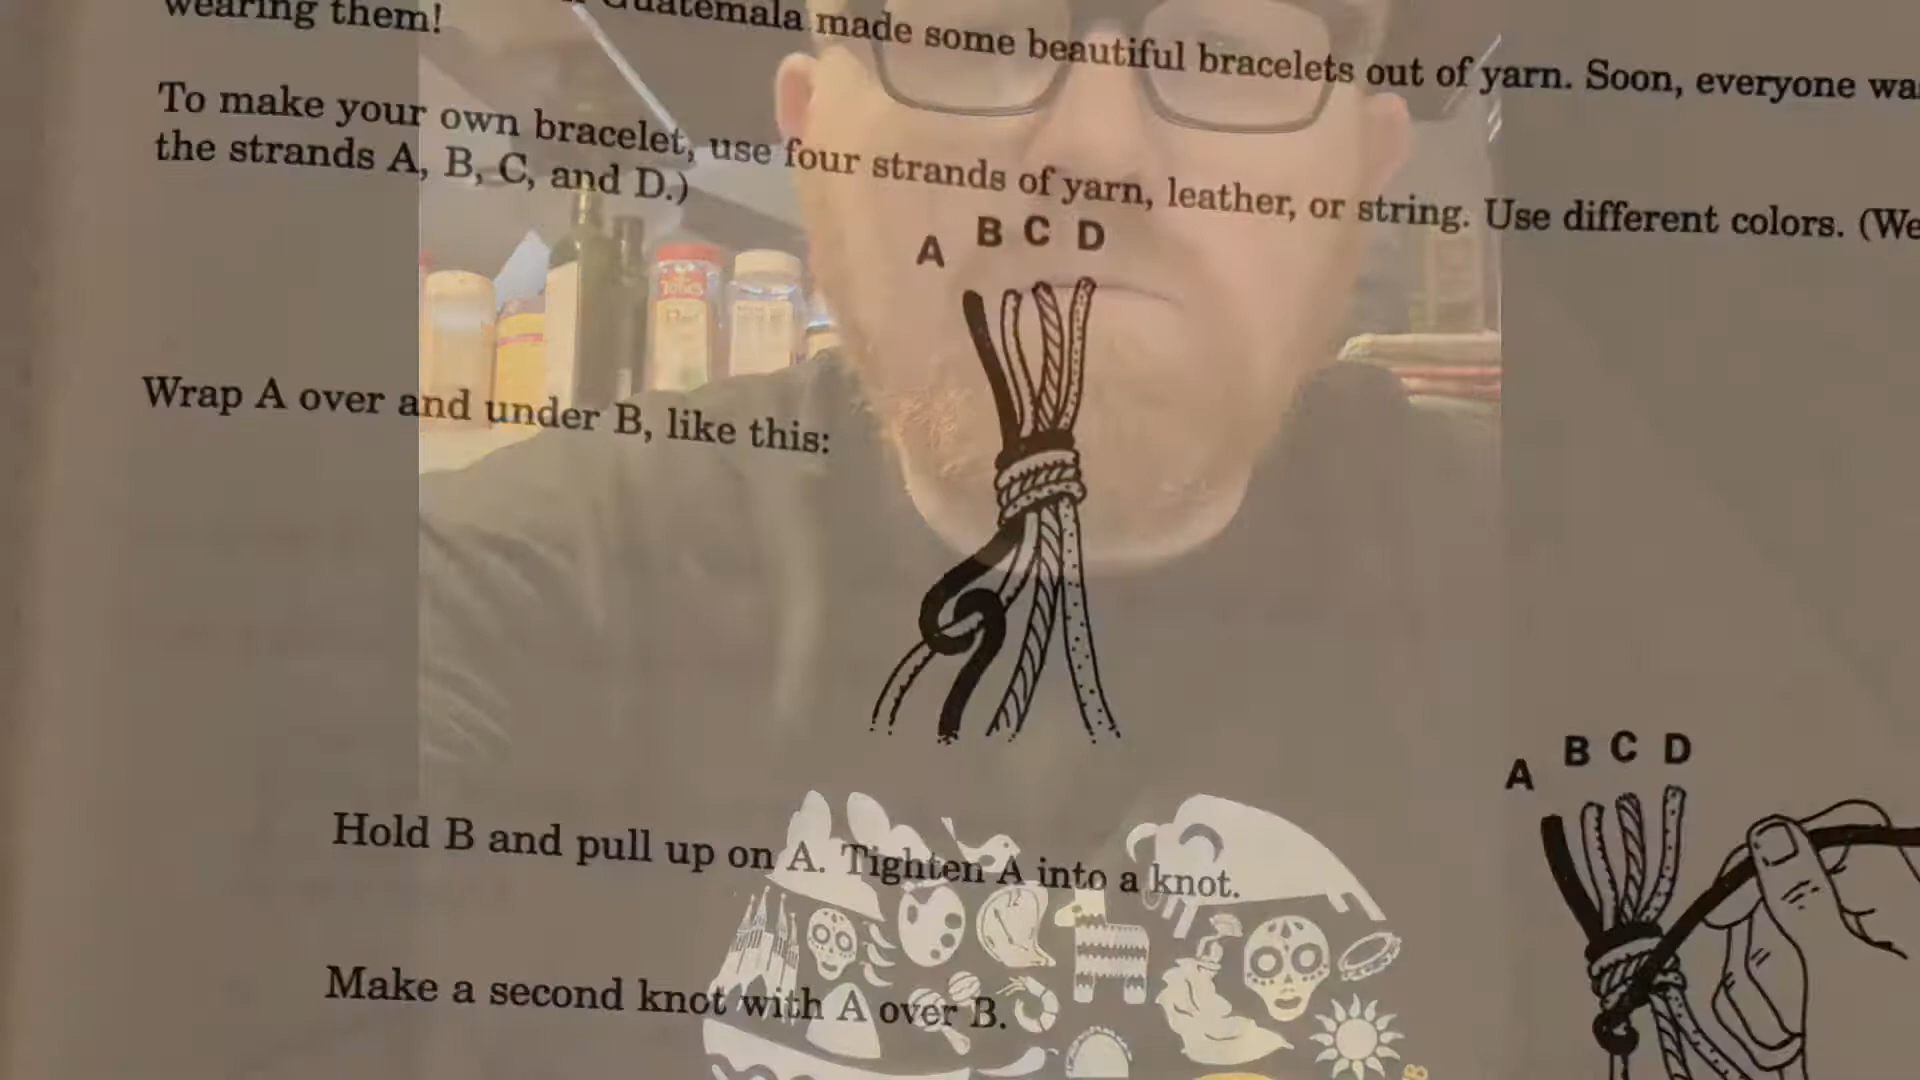 wearing them!
Guatemala made some beautiful bracelets out of yarn. Soon, everyone
To make your own bracelet, use four strands of yarn, leather, or string. Use different colors. (We
the strands A, B, C, and D.)
A B C D
Wrap A over and under B, like this:
A B C D
Hold B and pull up on A. Tighten A into a knot.
Make a second knot with A over B.